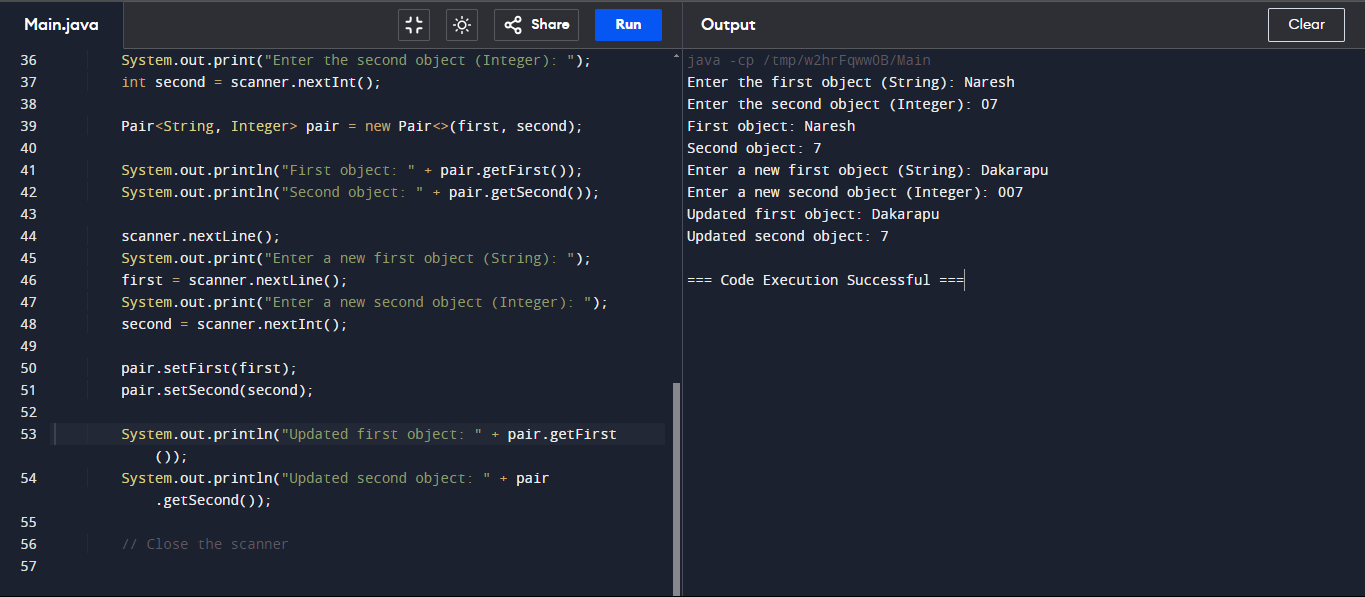 Main.java
Share
Run
Output
Clear
36 System.out.print("Enter the second object (Integer): ");
37 int second = scanner.nextInt();
38
39 Pair<String, Integer> pair = new Pair<>(first, second);
40
41 System.out.println("First object: " + pair.getFirst());
42 System.out.println("Second object: " + pair.getSecond());
43
44 scanner.nextLine();
45 System.out.print("Enter a new first object (String): ");
46 first = scanner.nextLine();
47 System.out.print("Enter a new second object (Integer): ");
48 second = scanner.nextInt();
49
50 pair.setFirst(first);
51 pair.setSecond(second);
52
53 System.out.println("Updated first object: " + pair.getFirst
());
54 System.out.println("Updated second object: " + pair
.getSecond());
55
56 // Close the scanner
57
java -cp /tmp/w2hrFqww0B/Main
Enter the first object (String): Naresh
Enter the second object (Integer): 07
First object: Naresh
Second object: 7
Enter a new first object (String): Dakarapu
Enter a new second object (Integer): 007
Updated first object: Dakarapu
Updated second object: 7
=== Code Execution Successful ===